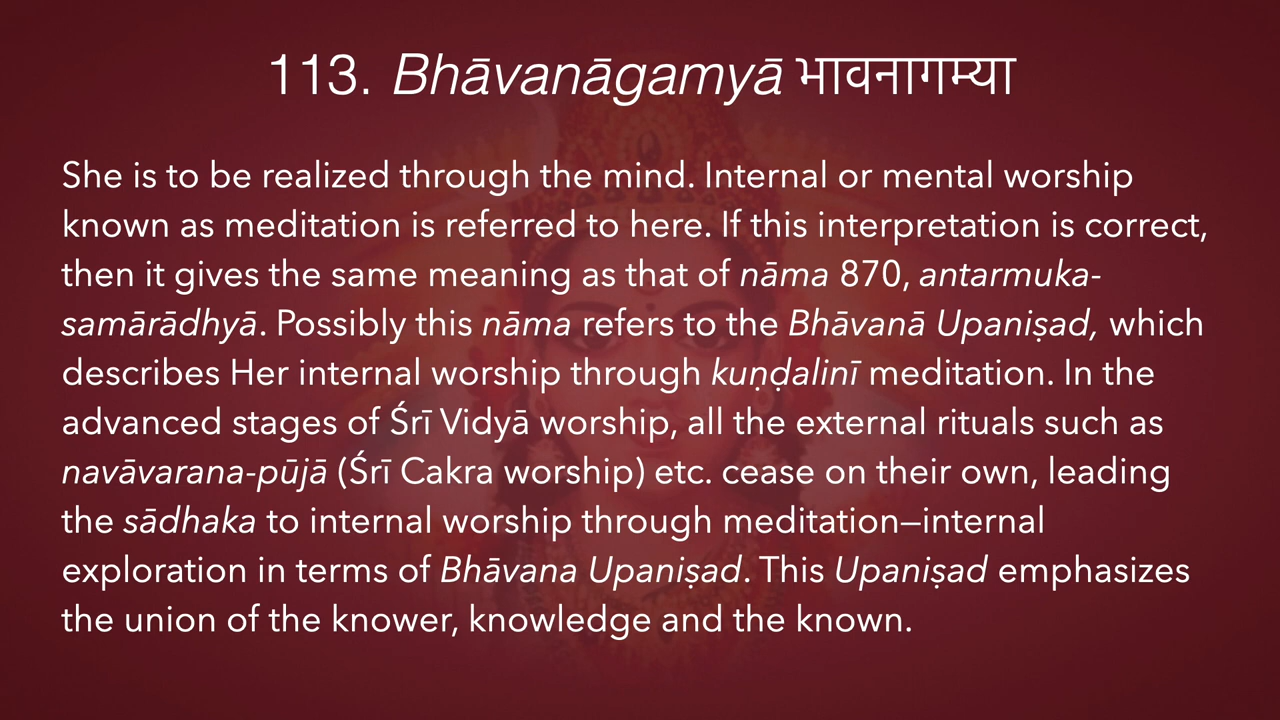 113. Bhāvanāgamyā भावनागम्या
She is to be realized through the mind. Internal or mental worship
known as meditation is referred to here. If this interpretation is correct,
then it gives the same meaning as that of nāma 870, antarmuka-
samārādhyā. Possibly this nāma refers to the Bhāvanā Upaniṣad, which
describes Her internal worship through kuṇḍalinī meditation. In the
advanced stages of Śrī Vidyā worship, all the external rituals such as
navāvarana-pūjā (Śrī Cakra worship) etc. cease on their own, leading
the sādhaka to internal worship through meditation—internal
exploration in terms of Bhāvana Upaniṣad. This Upaniṣad emphasizes
the union of the knower, knowledge and the known.